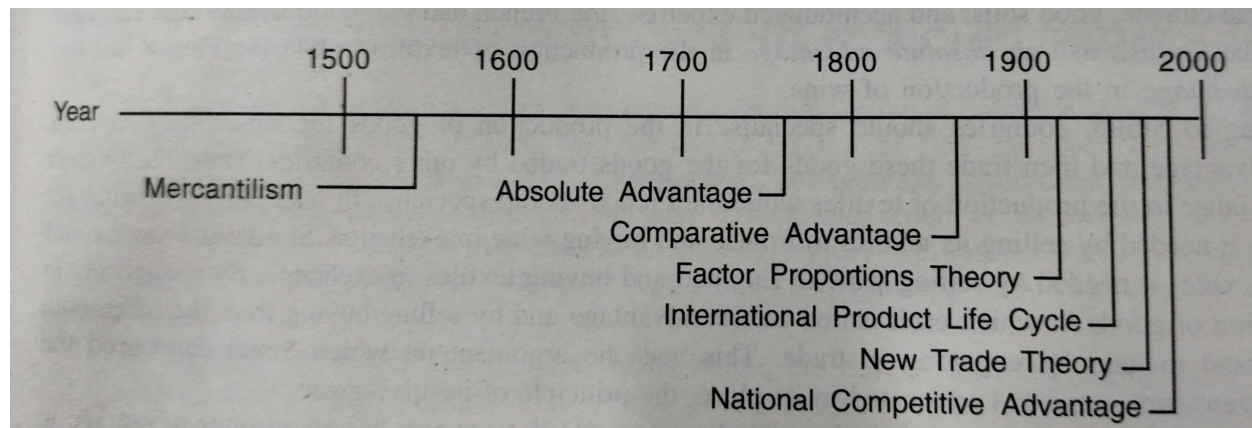 1500 1600 1700 1800 1900 2000
Year
Mercantilism
Absolute Advantage
Comparative Advantage
Factor Proportions Theory
International Product Life Cycle
New Trade Theory
National Competitive Advantage